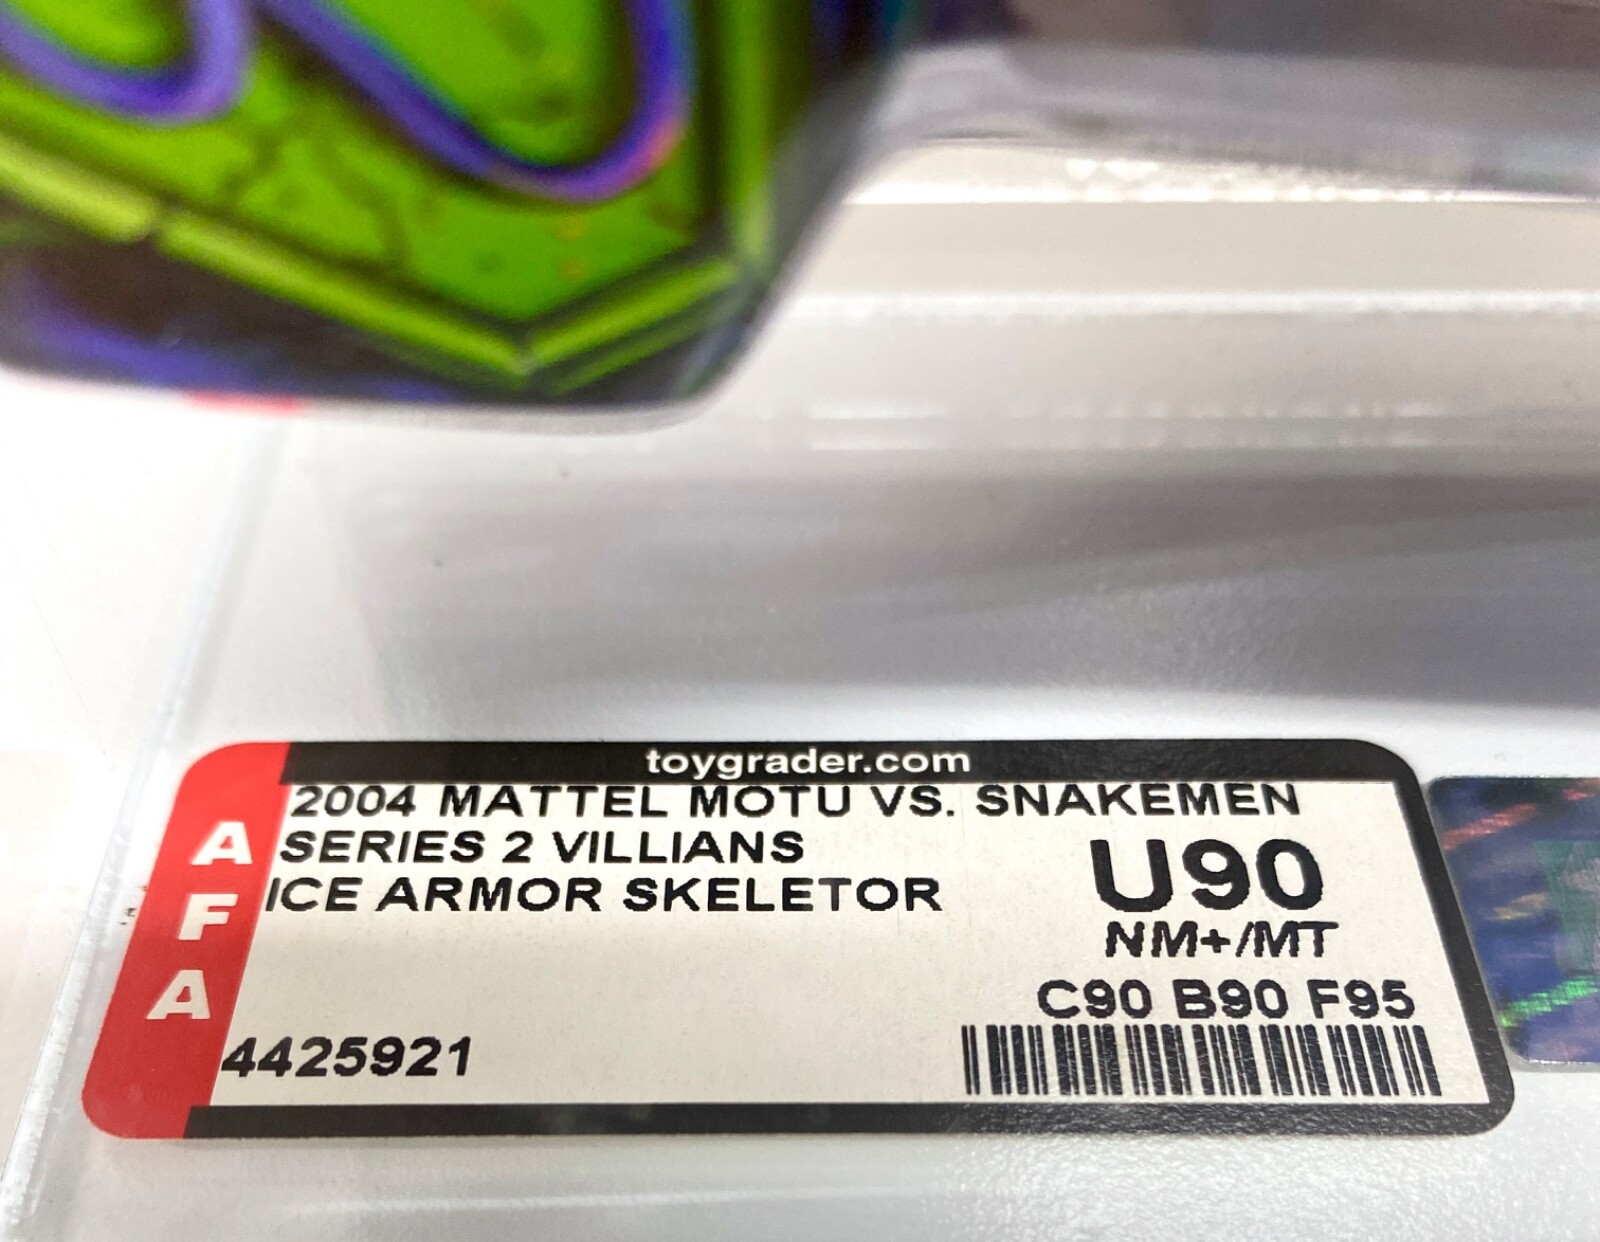 toygrader.com
2004 MATTEL MOTU VS. SNAKEMEN
SERIES 2 VILLIANS
ICE ARMOR SKELETOR
AFA
U90
NM+/MT
C90 B90 F95
4425921